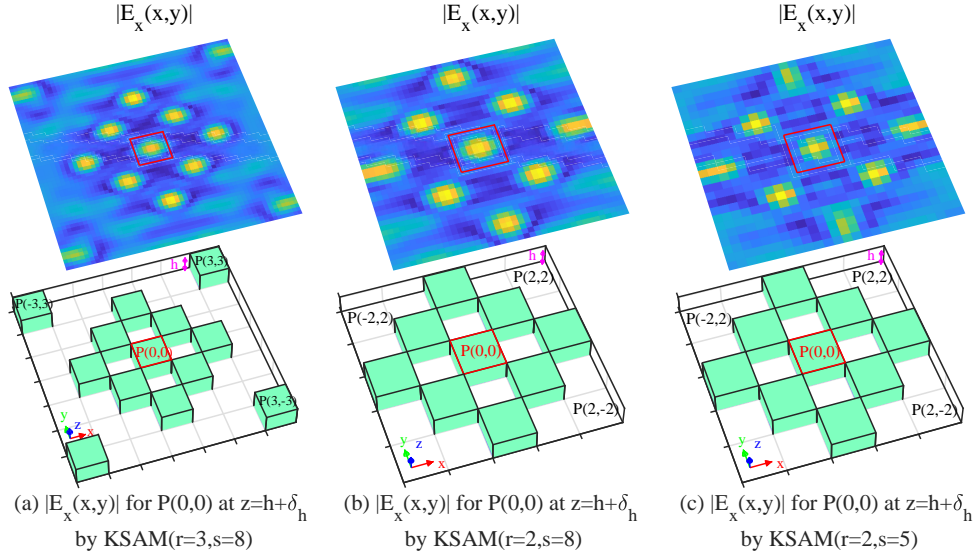 |E_x(x,y)|
|E_x(x,y)|
|E_x(x,y)|
h
P(3,3)
P(-3,3)
P(0,0)
P(3,-3)
y
z
x
h
P(2,2)
P(-2,2)
P(0,0)
P(2,-2)
y
z
x
h
P(2,2)
P(-2,2)
P(0,0)
P(2,-2)
y
z
x
(a) |E_x(x,y)| for P(0,0) at z=h+δ_h
by KSAM(r=3,s=8)
(b) |E_x(x,y)| for P(0,0) at z=h+δ_h
by KSAM(r=2,s=8)
(c) |E_x(x,y)| for P(0,0) at z=h+δ_h
by KSAM(r=2,s=5)